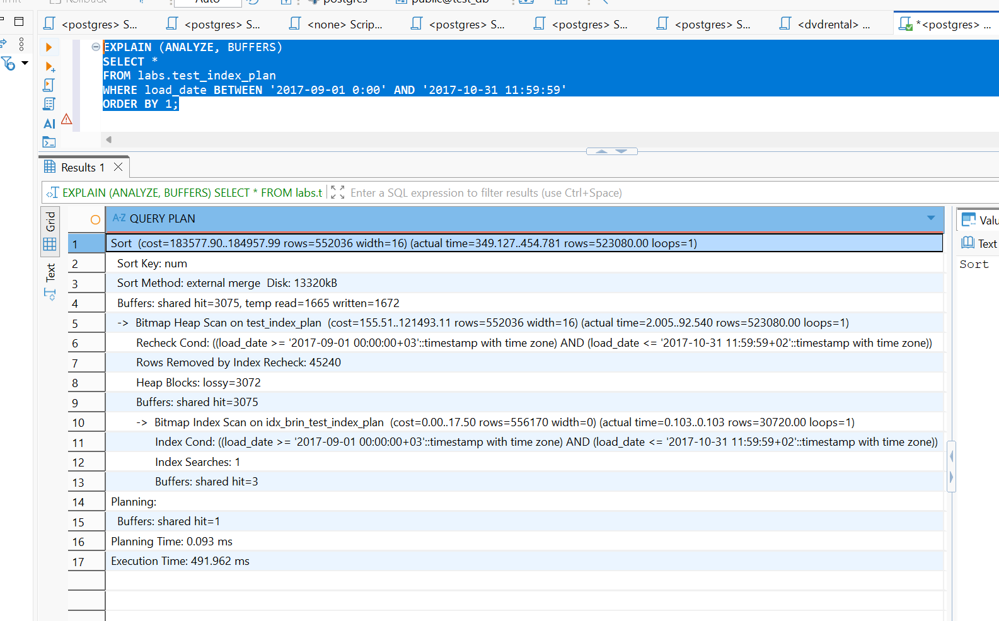 Rollback
Auto
postgres
public@test_db
<postgres> S...
<postgres> S...
<none> Scrip...
<postgres> S...
<postgres> S...
<postgres> S...
<dvdrental> ...
*<postgres> ...
EXPLAIN (ANALYZE, BUFFERS)
SELECT *
FROM labs.test_index_plan
WHERE load_date BETWEEN '2017-09-01 0:00' AND '2017-10-31 11:59:59'
ORDER BY 1;
AI
Results 1
EXPLAIN (ANALYZE, BUFFERS) SELECT * FROM labs.t
Enter a SQL expression to filter results (use Ctrl+Space)
Grid
Text
A-Z QUERY PLAN
1 Sort (cost=183577.90..184957.99 rows=552036 width=16) (actual time=349.127..454.781 rows=523080.00 loops=1)
2 Sort Key: num
3 Sort Method: external merge Disk: 13320kB
4 Buffers: shared hit=3075, temp read=1665 written=1672
5 -> Bitmap Heap Scan on test_index_plan (cost=155.51..121493.11 rows=552036 width=16) (actual time=2.005..92.540 rows=523080.00 loops=1)
6 Recheck Cond: ((load_date >= '2017-09-01 00:00:00+03'::timestamp with time zone) AND (load_date <= '2017-10-31 11:59:59+02'::timestamp with time zone))
7 Rows Removed by Index Recheck: 45240
8 Heap Blocks: lossy=3072
9 Buffers: shared hit=3075
10 -> Bitmap Index Scan on idx_brin_test_index_plan (cost=0.00..17.50 rows=556170 width=0) (actual time=0.103..0.103 rows=30720.00 loops=1)
11 Index Cond: ((load_date >= '2017-09-01 00:00:00+03'::timestamp with time zone) AND (load_date <= '2017-10-31 11:59:59+02'::timestamp with time zone))
12 Index Searches: 1
13 Buffers: shared hit=3
14 Planning:
15 Buffers: shared hit=1
16 Planning Time: 0.093 ms
17 Execution Time: 491.962 ms
Valu
Text
Sort